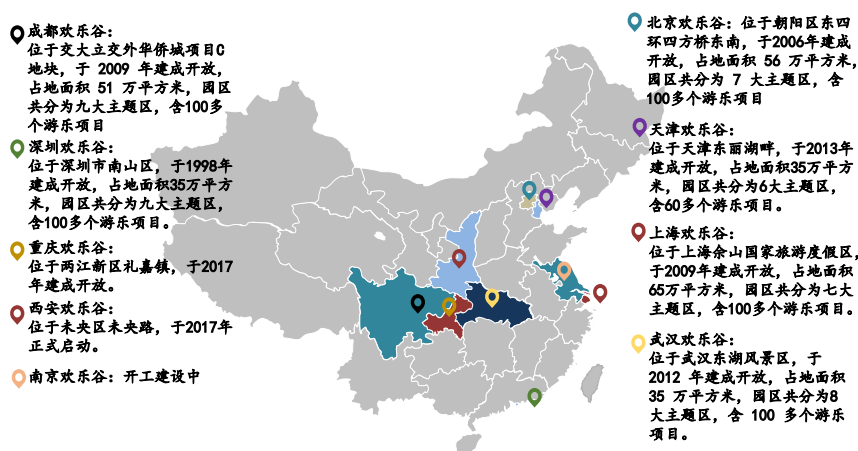 成都欢乐谷：
位于交大立交外华侨城项目C
地块，于 2009 年建成开放，
占地面积 51 万平方米，园区
共分为九大主题区，含100多
个游乐项目
深圳欢乐谷：
位于深圳市南山区，于1998年
建成开放，占地面积35万平方
米，园区共分为九大主题区，
含100多个游乐项目。
重庆欢乐谷：
位于两江新区礼嘉镇，于2017
年建成开放。
西安欢乐谷：
位于未央区未央路，于2017年
正式启动。
南京欢乐谷：开工建设中
北京欢乐谷：位于朝阳区东四
环四方桥东南，于2006年建成
开放，占地面积 56 万平方米，
园区共分为 7 大主题区，含
100多个游乐项目
天津欢乐谷：
位于天津东丽湖畔，于2013年
建成开放，占地面积35万平方
米，园区共分为6大主题区，
含60多个游乐项目。
上海欢乐谷：
位于上海佘山国家旅游度假区，
于2009年建成开放，占地面积
65万平方米，园区共分为七大
主题区，含100多个游乐项目。
武汉欢乐谷：
位于武汉东湖风景区，于
2012 年建成开放，占地面积
35 万平方米，园区共分为8
大主题区，含 100 多个游乐
项目。